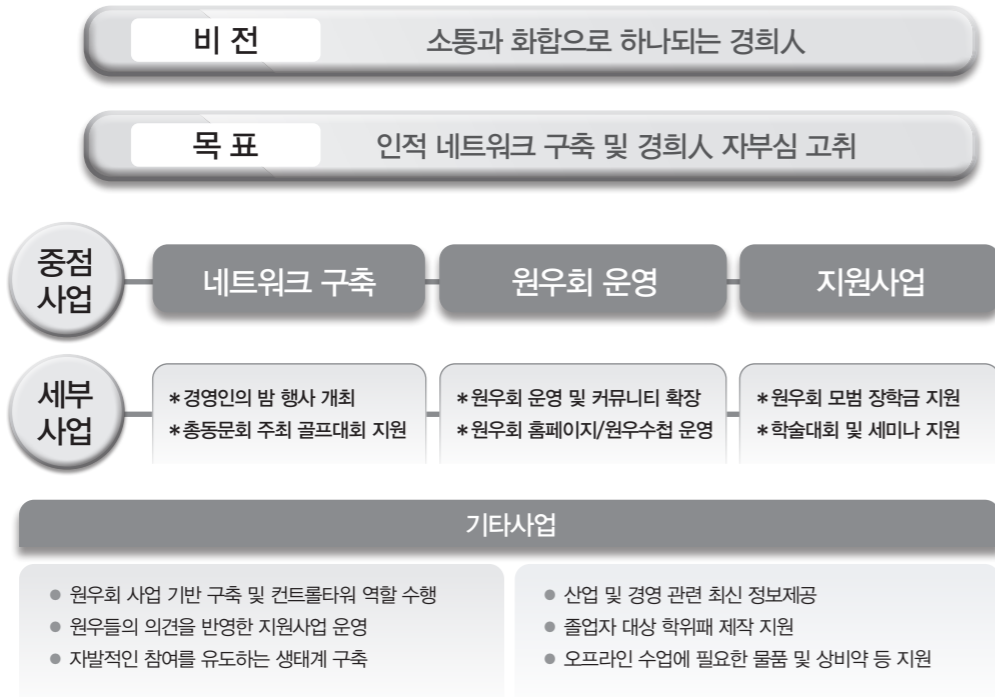 비 전 소통과 화합으로 하나되는 경희人
목 표 인적 네트워크 구축 및 경희人 자부심 고취
중점
사업
네트워크 구축
원우회 운영
지원사업
세부
사업
*경영인의 밤 행사 개최
*총동문회 주최 골프대회 지원
*원우회 운영 및 커뮤니티 확장
*원우회 홈페이지/원우수첩 운영
*원우회 모범 장학금 지원
*학술대회 및 세미나 지원
기타사업
● 원우회 사업 기반 구축 및 컨트롤타워 역할 수행
● 원우들의 의견을 반영한 지원사업 운영
● 자발적인 참여를 유도하는 생태계 구축
● 산업 및 경영 관련 최신 정보제공
● 졸업자 대상 학위패 제작 지원
● 오프라인 수업에 필요한 물품 및 상비약 등 지원